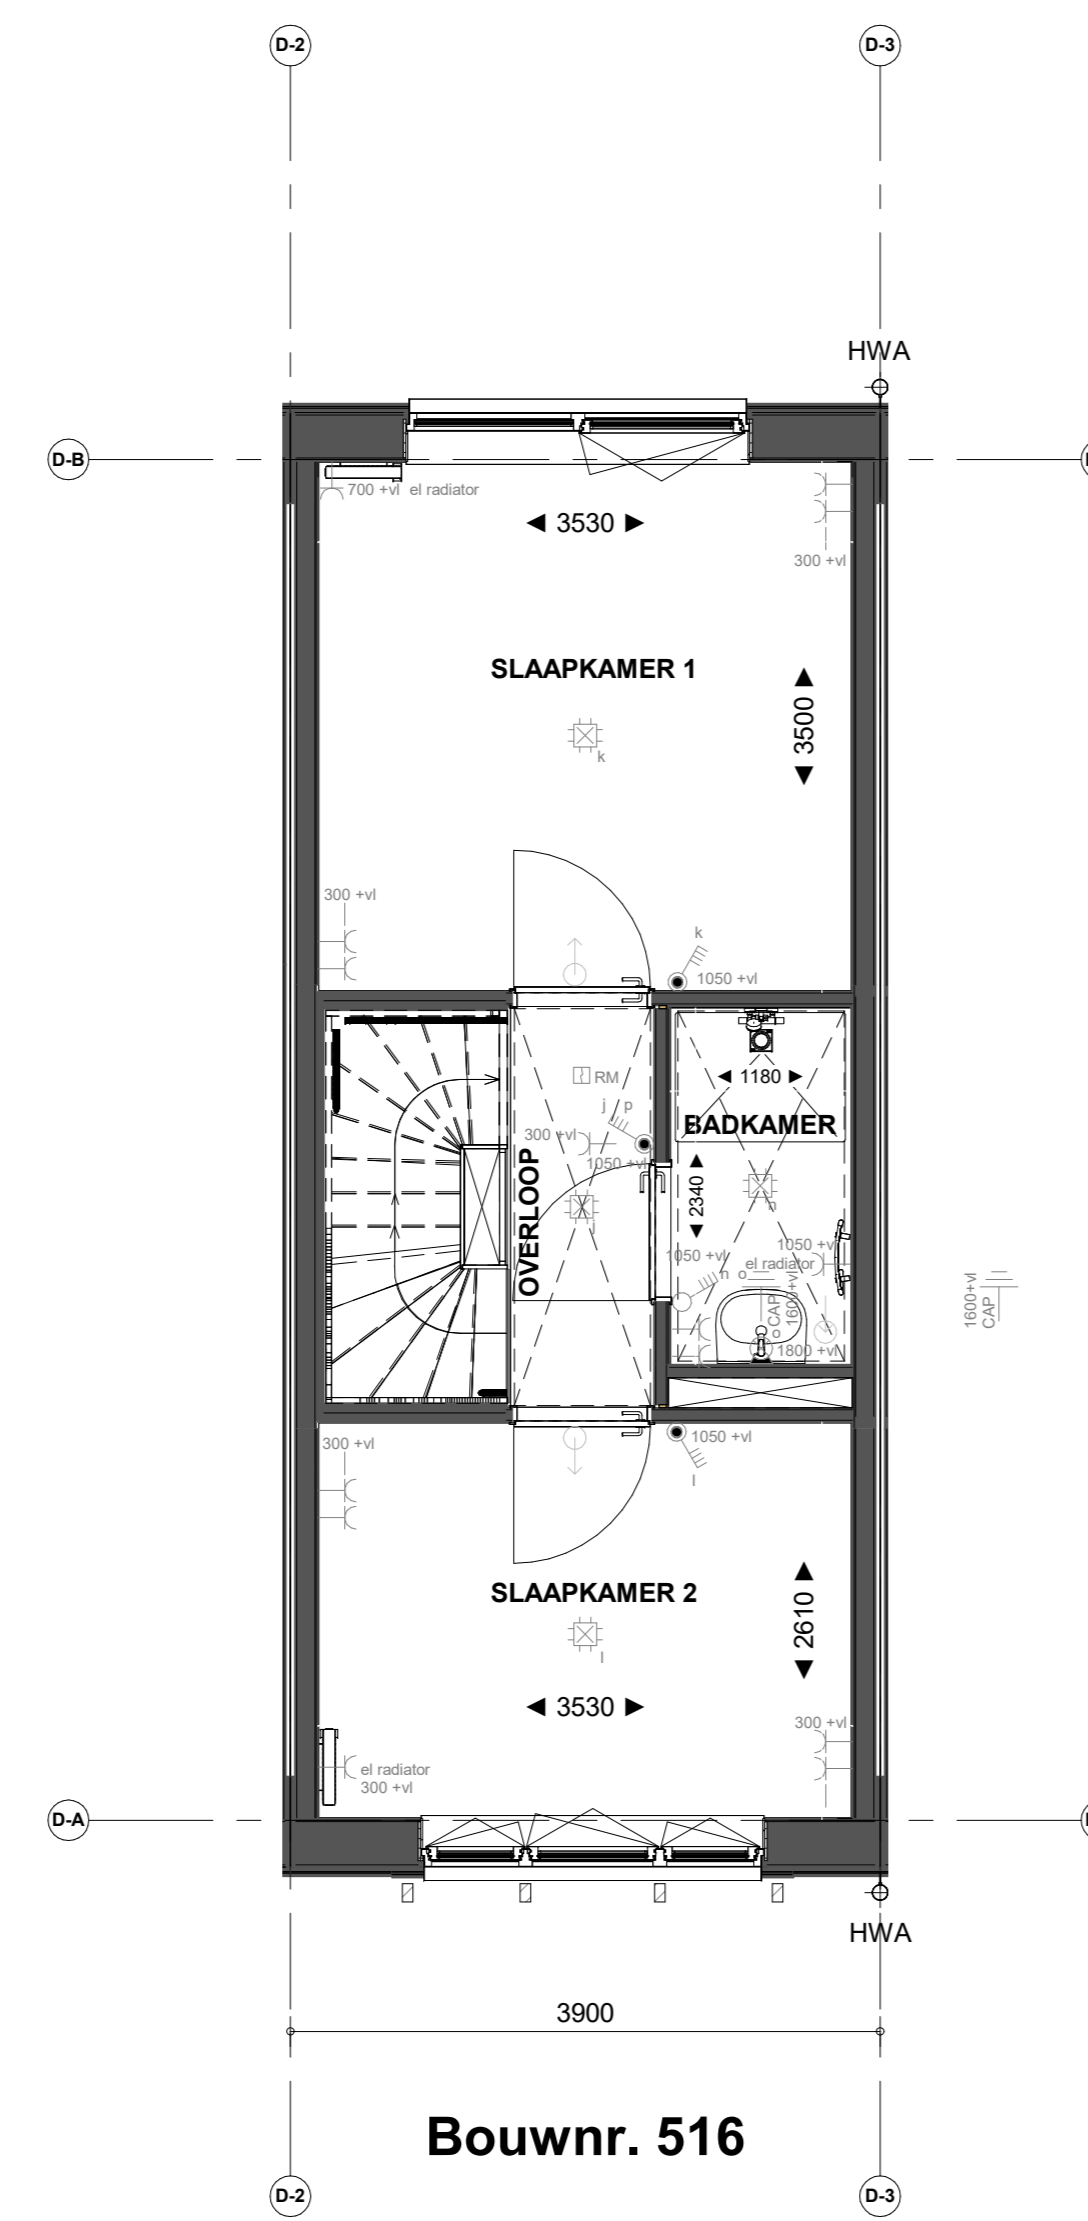 D-2 D-3
HWA
D-B
700 +vl el radiator
3530
300 +vl
SLAAPKAMER 1
3500
k
300 +vl
k
1050 +vl
RM
1180
j p
BADKAMER
300 +vl
1050 +vl
OVERLOOP
2340
n
j
1050 +vl
1050 +vl
el radiator
n o
CAP
1600+vl
o
1800 +vl
1600+vl
CAP
300 +vl
1050 +vl
l
SLAAPKAMER 2
2610
l
3530
300 +vl
el radiator
300 +vl
D-A
HWA
3900
Bouwnr. 516
D-2 D-3